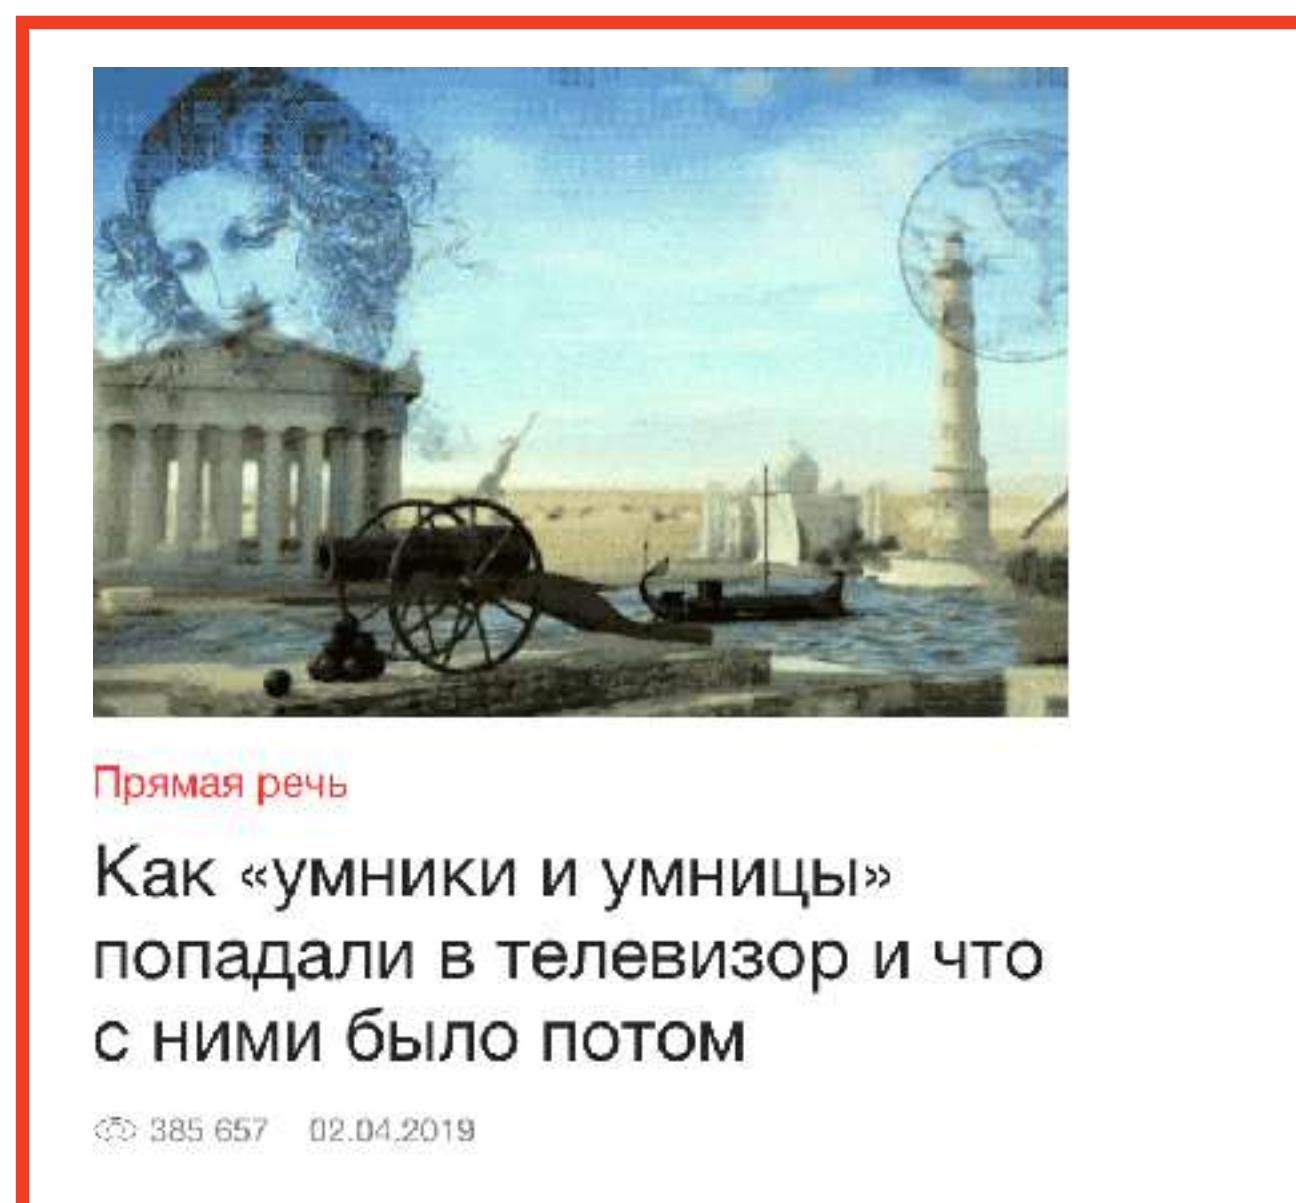 Прямая речь
Как «умники и умницы»
попадали в телевизор и что
с ними было потом
385 657 02.04.2019